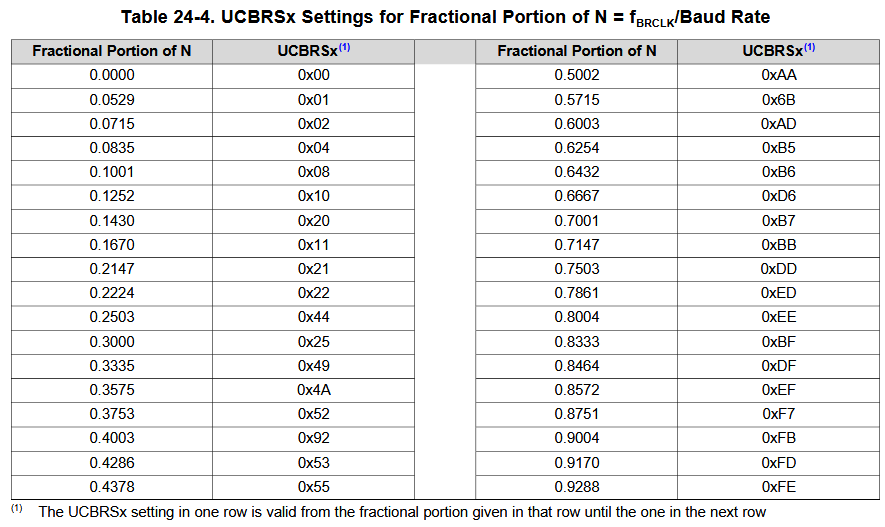 Table 24-4. UCBRSx Settings for Fractional Portion of N = fBRCLK/Baud Rate
Fractional Portion of N UCBRSx(1) Fractional Portion of N UCBRSx(1)
0.0000 0x00 0.5002 0xAA
0.0529 0x01 0.5715 0x6B
0.0715 0x02 0.6003 0xAD
0.0835 0x04 0.6254 0xB5
0.1001 0x08 0.6432 0xB6
0.1252 0x10 0.6667 0xD6
0.1430 0x20 0.7001 0xB7
0.1670 0x11 0.7147 0xBB
0.2147 0x21 0.7503 0xDD
0.2224 0x22 0.7861 0xED
0.2503 0x44 0.8004 0xEE
0.3000 0x25 0.8333 0xBF
0.3335 0x49 0.8464 0xDF
0.3575 0x4A 0.8572 0xEF
0.3753 0x52 0.8751 0xF7
0.4003 0x92 0.9004 0xFB
0.4286 0x53 0.9170 0xFD
0.4378 0x55 0.9288 0xFE
(1) The UCBRSx setting in one row is valid from the fractional portion given in that row until the one in the next row